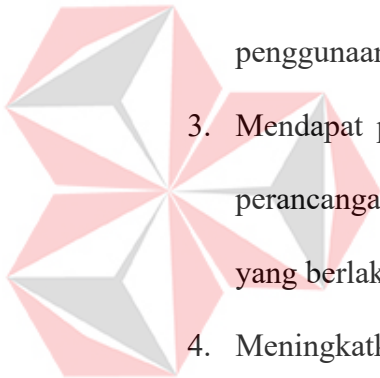 penggunaan
3. Mendapat
perancanga
yang berlak
4. Meningkatk